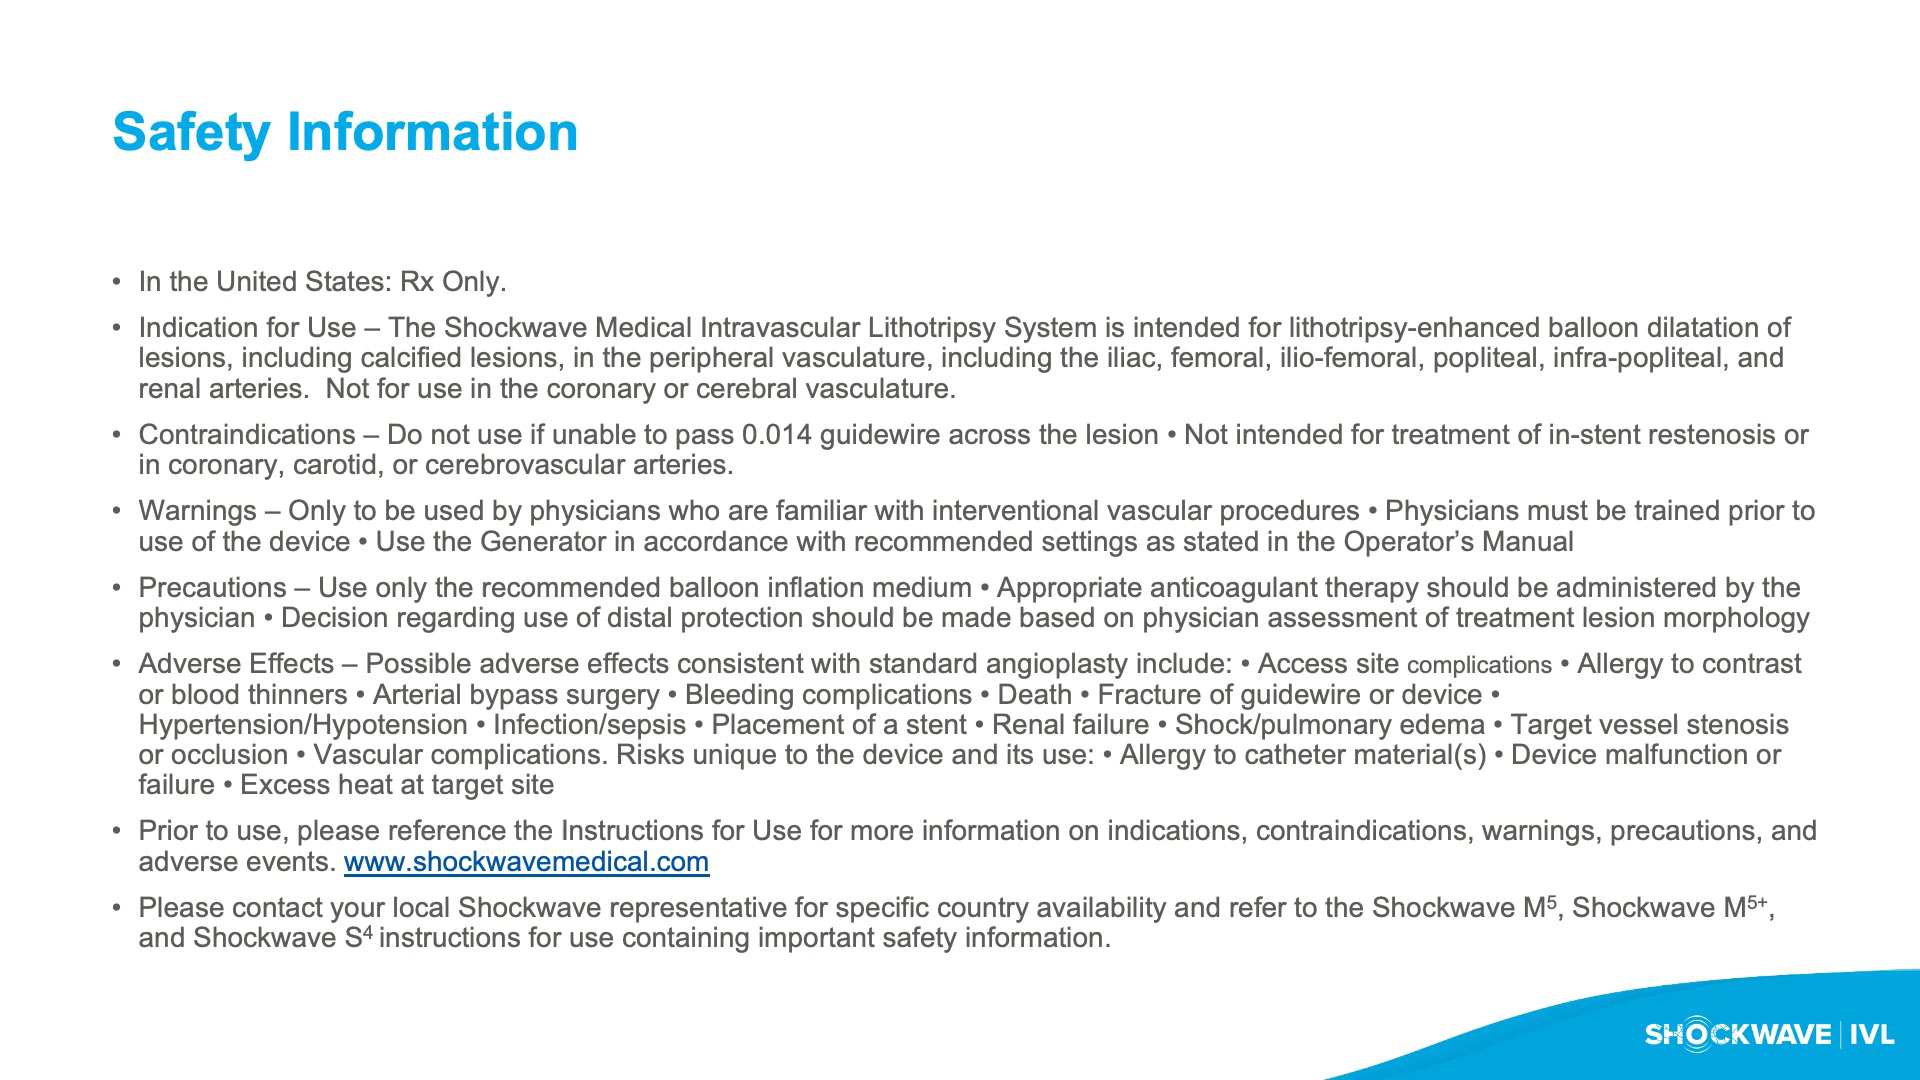 Safety Information
• In the United States: Rx Only.
• Indication for Use – The Shockwave Medical Intravascular Lithotripsy System is intended for lithotripsy-enhanced balloon dilatation of
lesions, including calcified lesions, in the peripheral vasculature, including the iliac, femoral, ilio-femoral, popliteal, infra-popliteal, and
renal arteries.  Not for use in the coronary or cerebral vasculature.
• Contraindications – Do not use if unable to pass 0.014 guidewire across the lesion • Not intended for treatment of in-stent restenosis or
in coronary, carotid, or cerebrovascular arteries.
• Warnings – Only to be used by physicians who are familiar with interventional vascular procedures • Physicians must be trained prior to
use of the device • Use the Generator in accordance with recommended settings as stated in the Operator’s Manual
• Precautions – Use only the recommended balloon inflation medium • Appropriate anticoagulant therapy should be administered by the
physician • Decision regarding use of distal protection should be made based on physician assessment of treatment lesion morphology
• Adverse Effects – Possible adverse effects consistent with standard angioplasty include: • Access site complications • Allergy to contrast
or blood thinners • Arterial bypass surgery • Bleeding complications • Death • Fracture of guidewire or device •
Hypertension/Hypotension • Infection/sepsis • Placement of a stent • Renal failure • Shock/pulmonary edema • Target vessel stenosis
or occlusion • Vascular complications. Risks unique to the device and its use: • Allergy to catheter material(s) • Device malfunction or
failure • Excess heat at target site
• Prior to use, please reference the Instructions for Use for more information on indications, contraindications, warnings, precautions, and
adverse events. www.shockwavemedical.com
• Please contact your local Shockwave representative for specific country availability and refer to the Shockwave M⁵, Shockwave M⁵⁺,
and Shockwave S⁴ instructions for use containing important safety information.
SHOCKWAVE | IVL